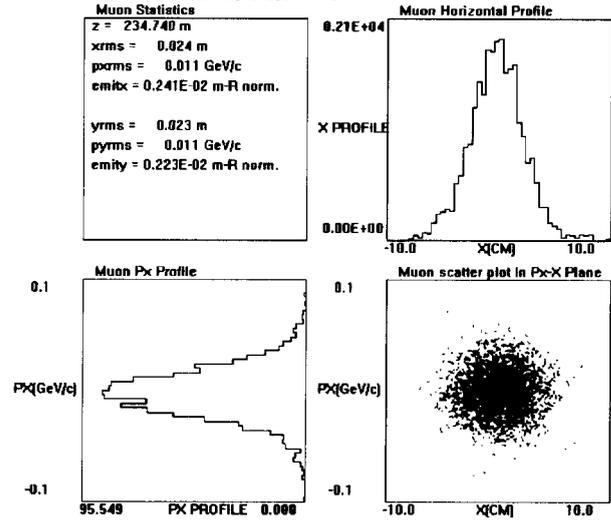 Muon Statistics
z = 234.740 m
xrms = 0.024 m
pxrms = 0.011 GeV/c
emitx = 0.241E-02 m-R norm.
yrms = 0.023 m
pyrms = 0.011 GeV/c
emity = 0.223E-02 m-R norm.
Muon Horizontal Profile
0.21E+04
X PROFILE
0.00E+00
-10.0 X[CM] 10.0
Muon Px Profile
0.1
PX[GeV/c]
-0.1
95.549 PX PROFILE 0.000
Muon scatter plot in Px-X Plane
0.1
PX[GeV/c]
-0.1
-10.0 X[CM] 10.0